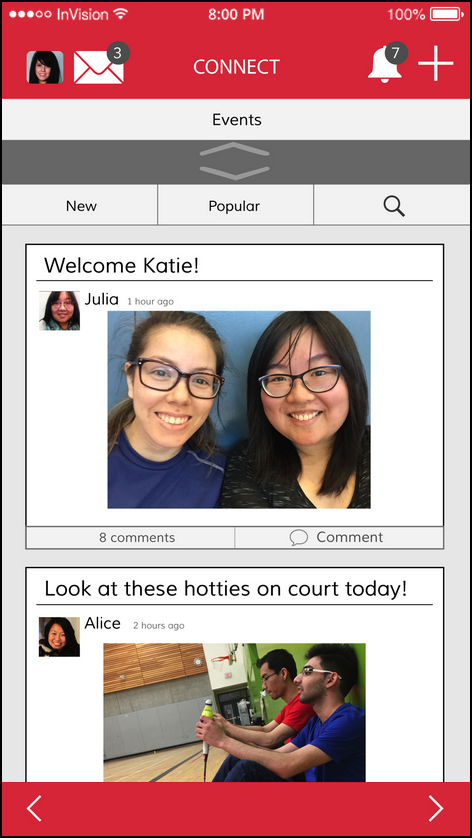 InVision 8:00 PM 100%
3 CONNECT 7
Events
New Popular
Welcome Katie!
Julia 1 hour ago
8 comments Comment
Look at these hotties on court today!
Alice 2 hours ago